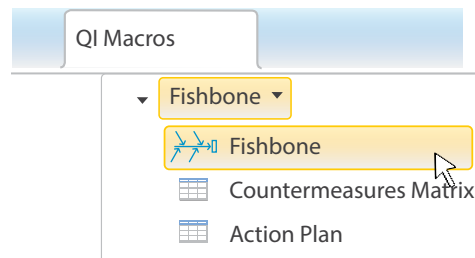 QI Macros
Fishbone
Fishbone
Countermeasures Matrix
Action Plan